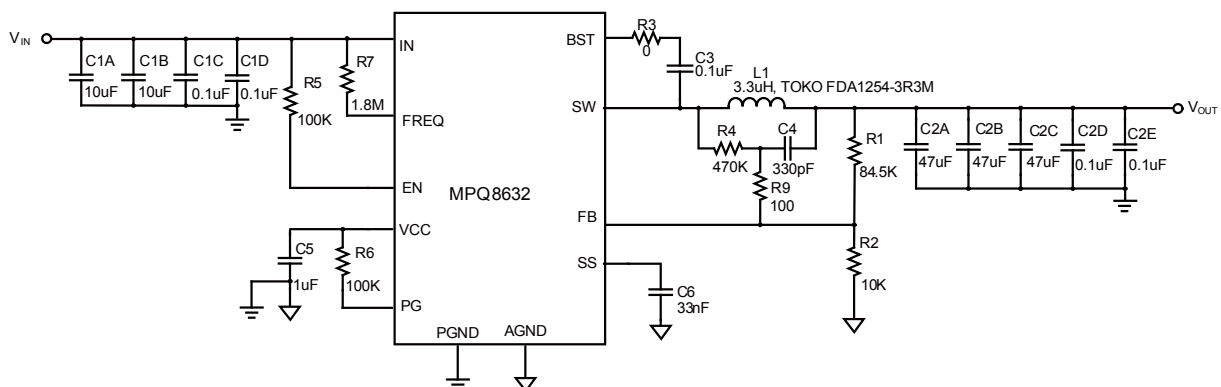 VIN
C1A
10uF
C1B
10uF
C1C
0.1uF
C1D
0.1uF
R5
100K
R7
1.8M
IN
FREQ
EN
VCC
PG
C5
1uF
R6
100K
MPQ8632
PGND
AGND
BST
SW
FB
SS
R3
0
C3
0.1uF
L1
3.3uH, TOKO FDA1254-3R3M
R4
470K
C4
330pF
R9
100
R1
84.5K
R2
10K
C6
33nF
C2A
47uF
C2B
47uF
C2C
47uF
C2D
0.1uF
C2E
0.1uF
VOUT